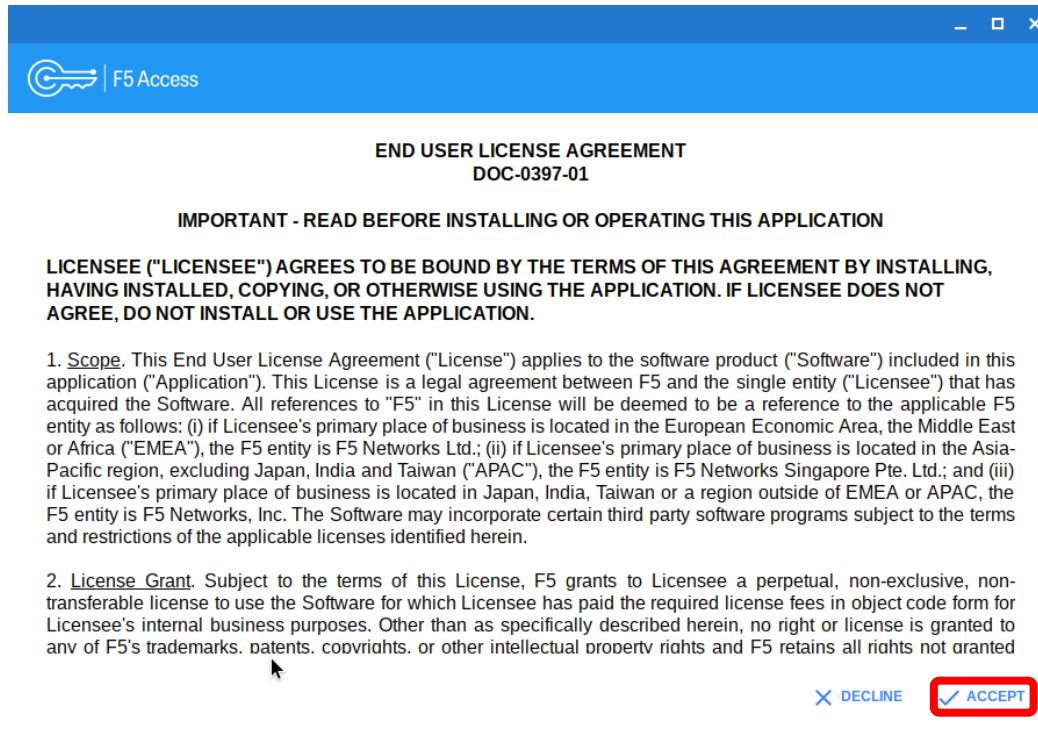 F5 Access
END USER LICENSE AGREEMENT
DOC-0397-01
IMPORTANT - READ BEFORE INSTALLING OR OPERATING THIS APPLICATION
LICENSEE ("LICENSEE") AGREES TO BE BOUND BY THE TERMS OF THIS AGREEMENT BY INSTALLING,
HAVING INSTALLED, COPYING, OR OTHERWISE USING THE APPLICATION. IF LICENSEE DOES NOT
AGREE, DO NOT INSTALL OR USE THE APPLICATION.
1. Scope. This End User License Agreement ("License") applies to the software product ("Software") included in this
application ("Application"). This License is a legal agreement between F5 and the single entity ("Licensee") that has
acquired the Software. All references to "F5" in this License will be deemed to be a reference to the applicable F5
entity as follows: (i) if Licensee's primary place of business is located in the European Economic Area, the Middle East
or Africa ("EMEA"), the F5 entity is F5 Networks Ltd.; (ii) if Licensee's primary place of business is located in the Asia-
Pacific region, excluding Japan, India and Taiwan ("APAC"), the F5 entity is F5 Networks Singapore Pte. Ltd.; and (iii)
if Licensee's primary place of business is located in Japan, India, Taiwan or a region outside of EMEA or APAC, the
F5 entity is F5 Networks, Inc. The Software may incorporate certain third party software programs subject to the terms
and restrictions of the applicable licenses identified herein.
2. License Grant. Subject to the terms of this License, F5 grants to Licensee a perpetual, non-exclusive, non-
transferable license to use the Software for which Licensee has paid the required license fees in object code form for
Licensee's internal business purposes. Other than as specifically described herein, no right or license is granted to
any of F5's trademarks, patents, copyrights, or other intellectual property rights and F5 retains all rights not granted
DECLINE
ACCEPT